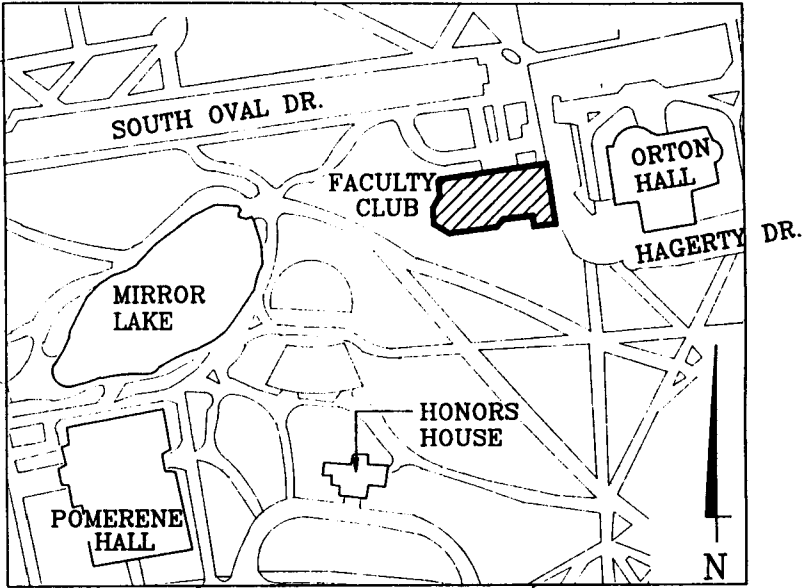 SOUTH OVAL DR.
FACULTY
CLUB
ORTON
HALL
HAGERTY DR.
MIRROR
LAKE
HONORS
HOUSE
POMERENE
HALL
N